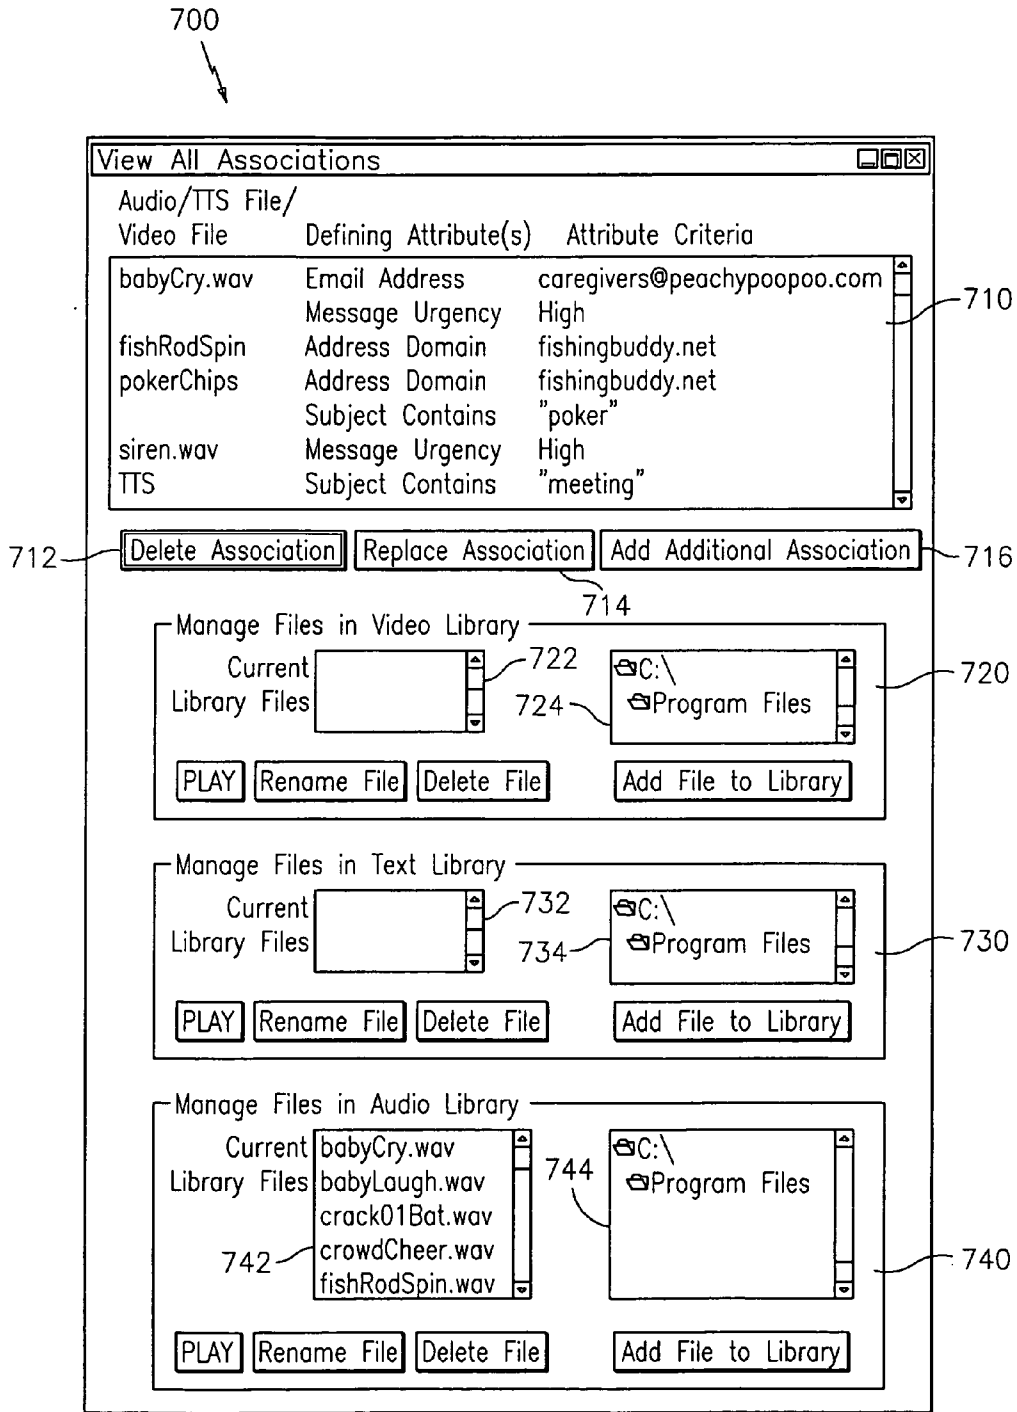 700
View All Associations
Audio/TTS File/
Video File Defining Attribute(s) Attribute Criteria
babyCry.wav Email Address caregivers@peachypoopoo.com
Message Urgency High
710
fishRodSpin Address Domain fishingbuddy.net
pokerChips Address Domain fishingbuddy.net
Subject Contains "poker"
siren.wav Message Urgency High
TTS Subject Contains "meeting"
712 Delete Association Replace Association Add Additional Association 716
714
Manage Files in Video Library
Current
Library Files
722
724
C:\
Program Files
720
PLAY Rename File Delete File Add File to Library
Manage Files in Text Library
Current
Library Files
732
734
C:\
Program Files
730
PLAY Rename File Delete File Add File to Library
Manage Files in Audio Library
Current
Library Files
babyCry.wav
babyLaugh.wav
crack01Bat.wav
crowdCheer.wav
fishRodSpin.wav
742
744
C:\
Program Files
740
PLAY Rename File Delete File Add File to Library